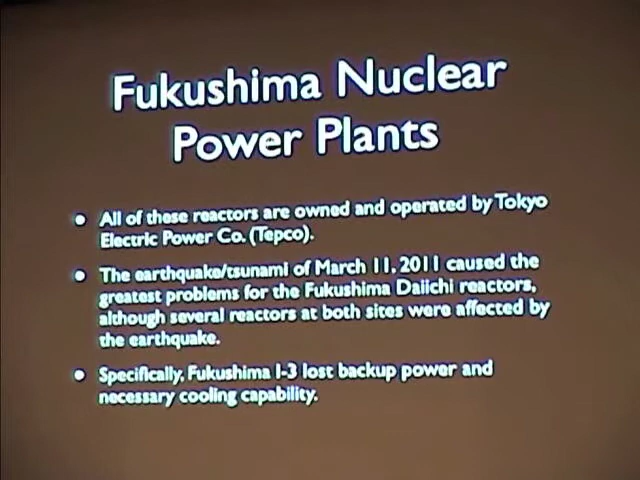 Fukushima Nuclear
Power Plants
• All of these reactors are owned and operated by Tokyo
Electric Power Co. (Tepco).
• The earthquake/tsunami of March 11, 2011 caused the
greatest problems for the Fukushima Daiichi reactors,
although several reactors at both sites were affected by
the earthquake.
• Specifically, Fukushima 1-3 lost backup power and
necessary cooling capability.